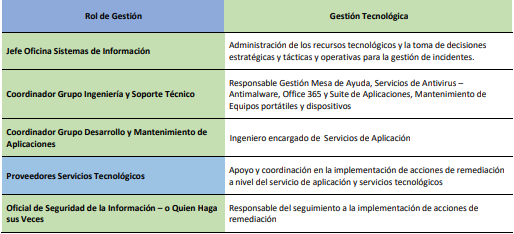 Rol de Gestión
Gestión Tecnológica
Jefe Oficina Sistemas de Información
Administración de los recursos tecnológicos y la toma de decisiones
estratégicas y tácticas y operativas para la gestión de incidentes.
Coordinador Grupo Ingeniería y Soporte Técnico
Responsable Gestión Mesa de Ayuda, Servicios de Antivirus –
Antimalware, Office 365 y Suite de Aplicaciones, Mantenimiento de
Equipos portátiles y dispositivos
Coordinador Grupo Desarrollo y Mantenimiento de
Aplicaciones
Ingeniero encargado de Servicios de Aplicación
Proveedores Servicios Tecnológicos
Apoyo y coordinación en la implementación de acciones de remediación
a nivel del servicio de aplicación y servicios tecnológicos
Oficial de Seguridad de la Información – o Quien Haga
sus Veces
Responsable del seguimiento a la implementación de acciones de
remediación